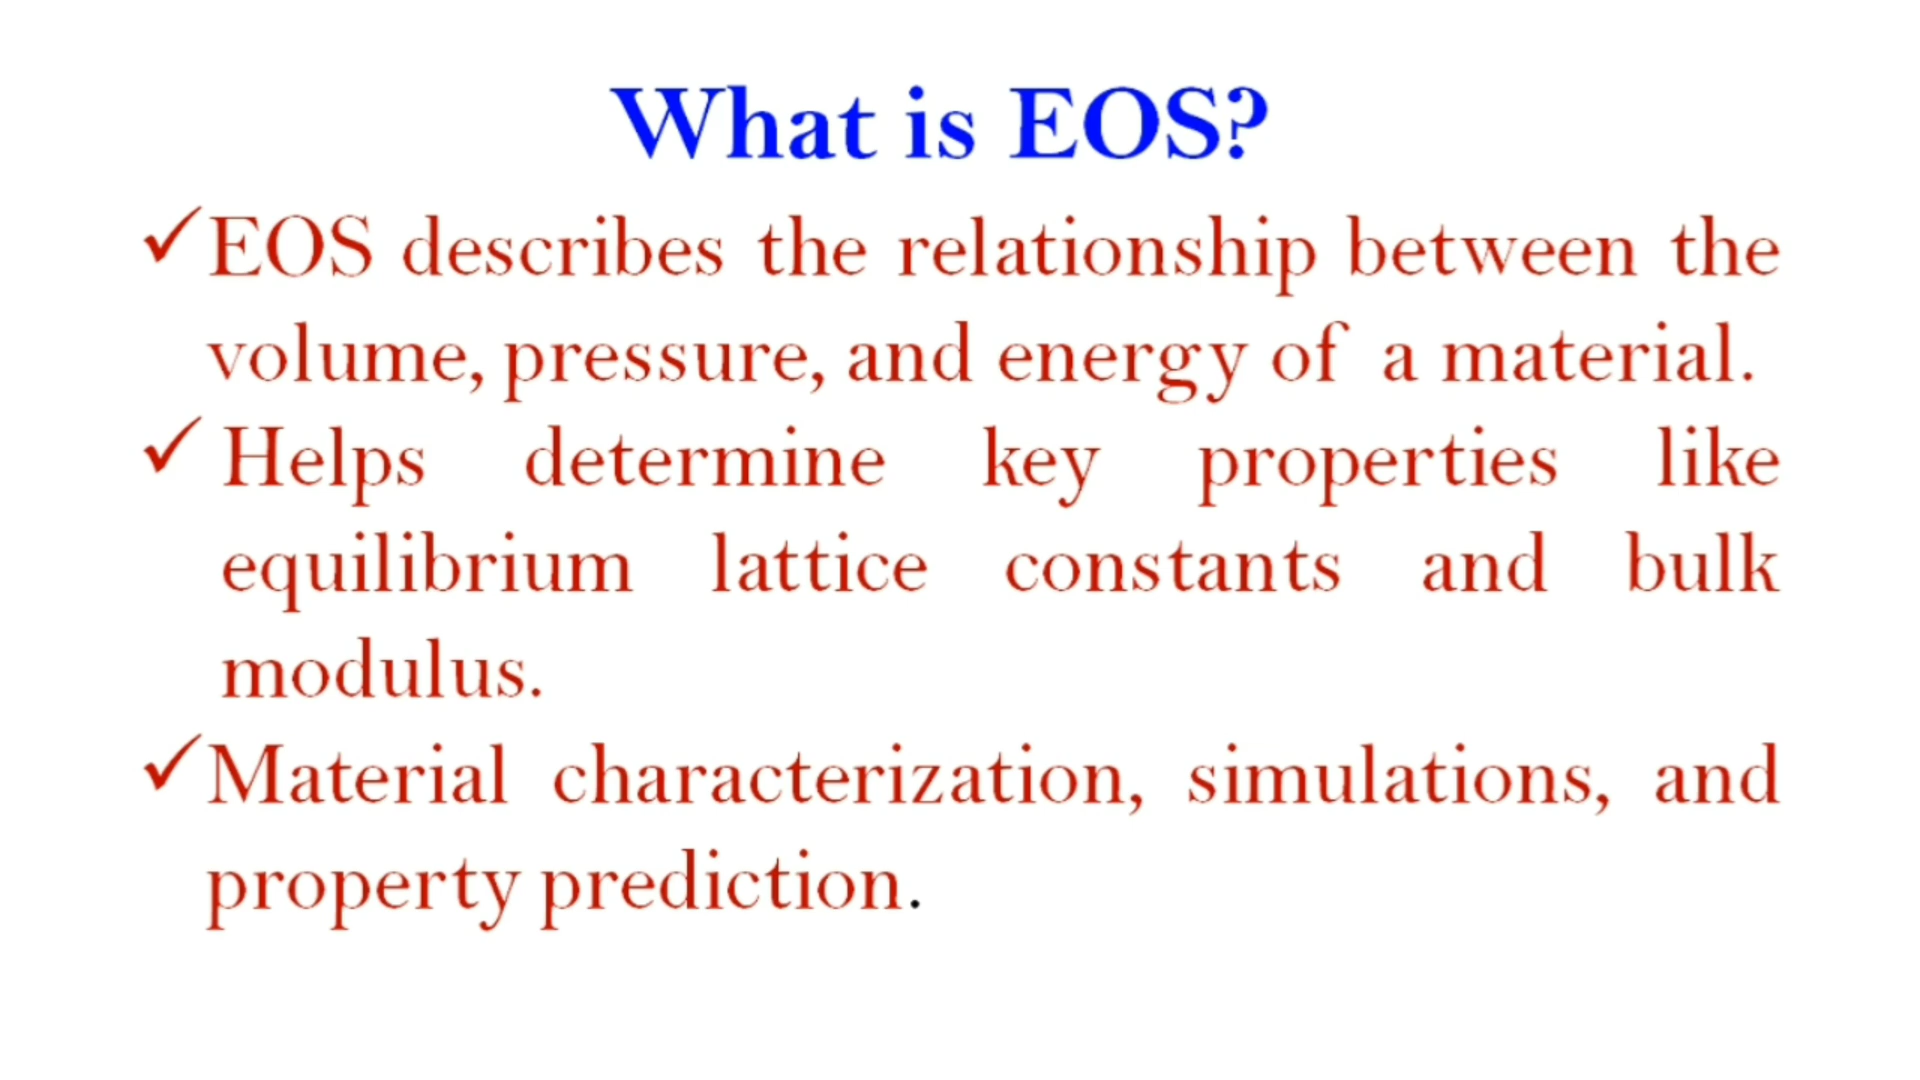 What is EOS?
✓EOS describes the relationship between the
volume, pressure, and energy of a material.
✓ Helps determine key properties like
equilibrium lattice constants and bulk
modulus.
✓Material characterization, simulations, and
property prediction.